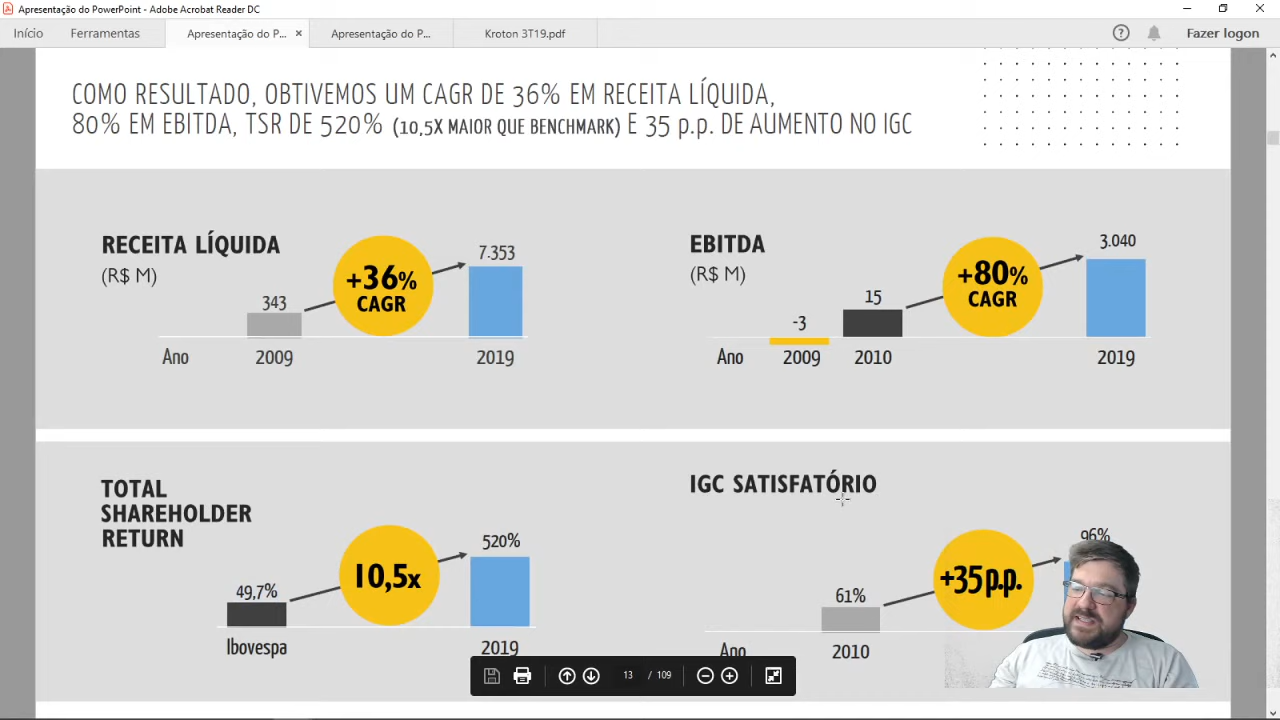 Apresentação do PowerPoint - Adobe Acrobat Reader DC
Início
Ferramentas
Apresentação do P...
Apresentação do P...
Kroton 3T19.pdf
Fazer logon
COMO RESULTADO, OBTIVEMOS UM CAGR DE 36% EM RECEITA LÍQUIDA,
80% EM EBITDA, TSR DE 520% (10,5X MAIOR QUE BENCHMARK) E 35 p.p. DE AUMENTO NO IGC
RECEITA LÍQUIDA
(R$ M)
343
+36%
CAGR
7.353
Ano
2009
2019
EBITDA
(R$ M)
-3
15
+80%
CAGR
3.040
Ano
2009
2010
2019
TOTAL
SHAREHOLDER
RETURN
49,7%
10,5x
520%
Ibovespa
2019
IGC SATISFATÓRIO
61%
+35 p.p.
96%
Ano
2010
13 / 109